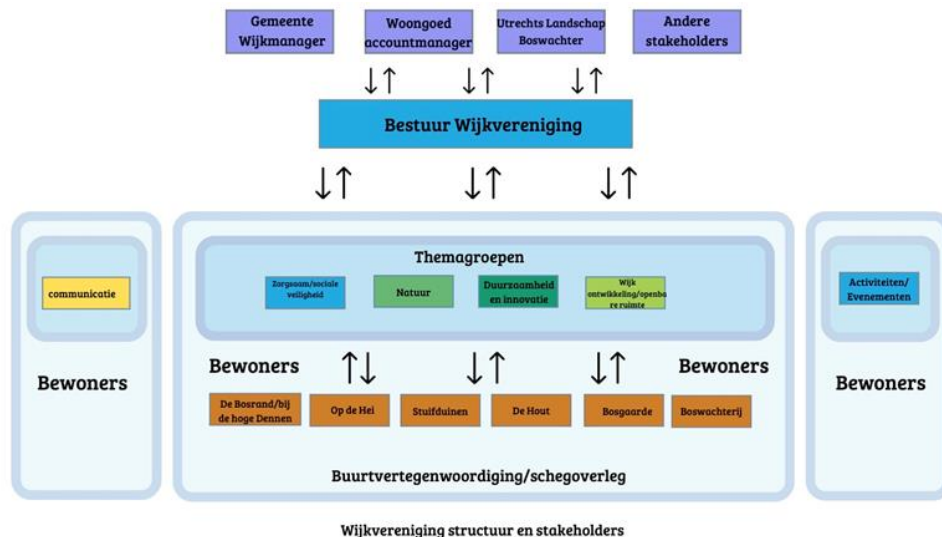 Gemeente
Wijkmanager
Woongoed
accountmanager
Utrechts Landschap
Boswachter
Andere
stakeholders
Bestuur Wijkvereniging
communicatie
Bewoners
Themagroepen
Zorgzaam/sociale
veiligheid
Natuur
Duurzaamheid
en innovatie
Wijk
ontwikkeling/openba
re ruimte
Bewoners
Bewoners
De Bosrand/bij
de hoge Dennen
Op de Hei
Stuifduinen
De Hout
Bosgaarde
Boswachterij
Buurtvertegenwoordiging/schegoverleg
Activiteiten/
Evenementen
Bewoners
Wijkvereniging structuur en stakeholders